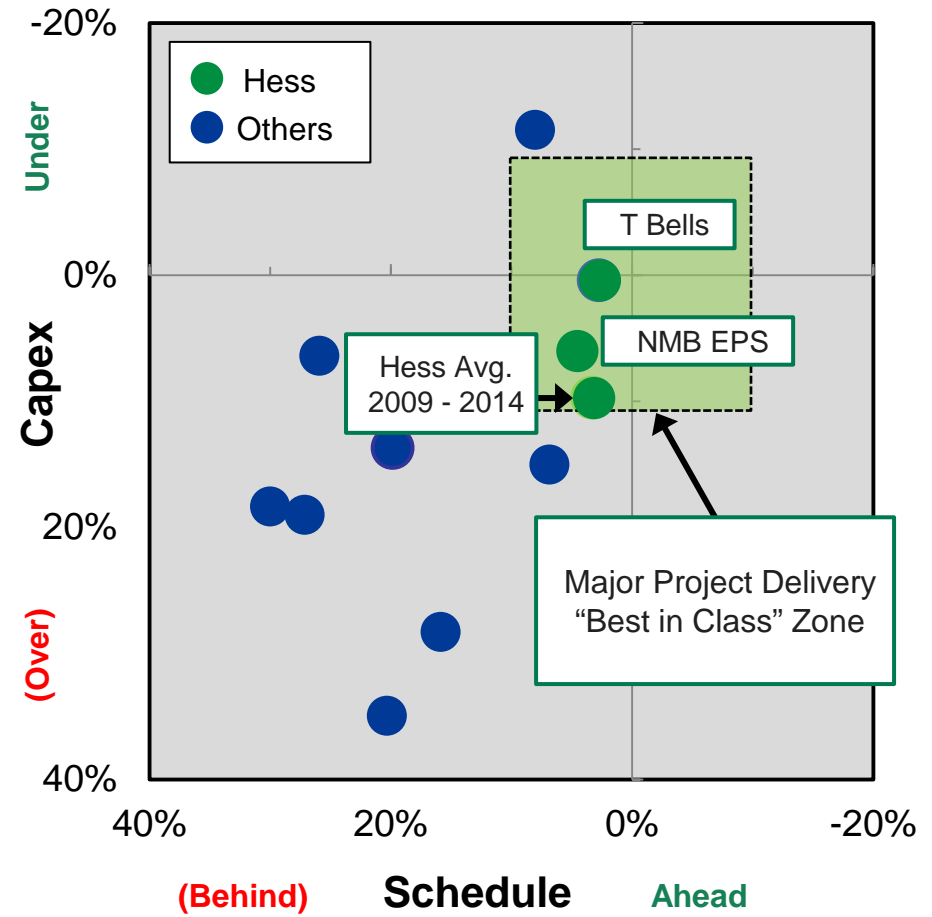 -20%
Hess
Others
Under
T Bells
0%
NMB EPS
Hess Avg.
2009 - 2014
Capex
20%
Major Project Delivery
“Best in Class” Zone
(Over)
40%
40%
20%
0%
-20%
(Behind)
Schedule
Ahead